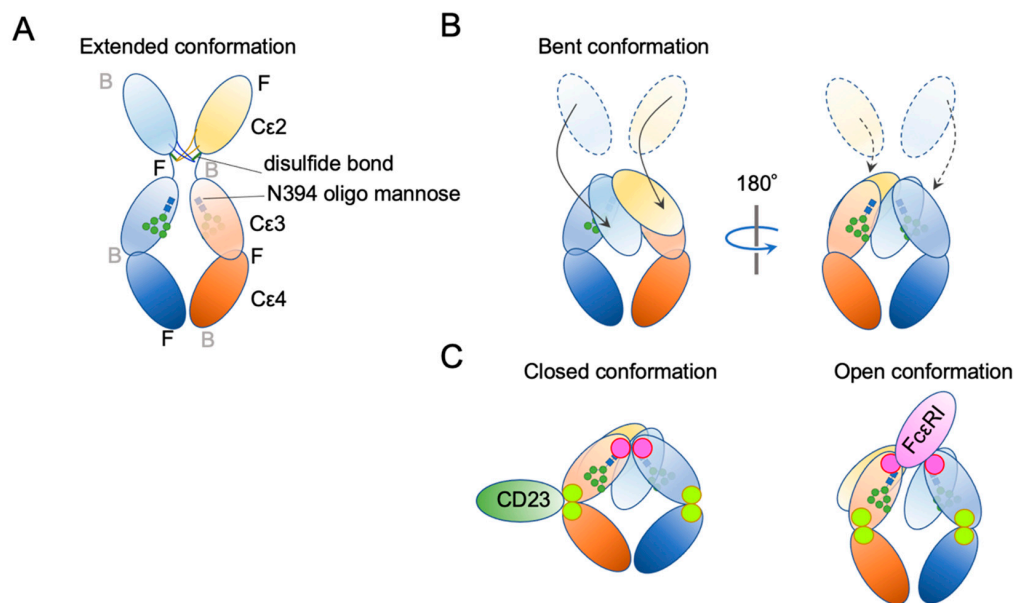 A
Extended conformation
B
F
Cε2
disulfide bond
F
B
N394 oligo mannose
Cε3
B
F
Cε4
F
B
B
Bent conformation
180°
C
Closed conformation
Open conformation
CD23
FcεRI